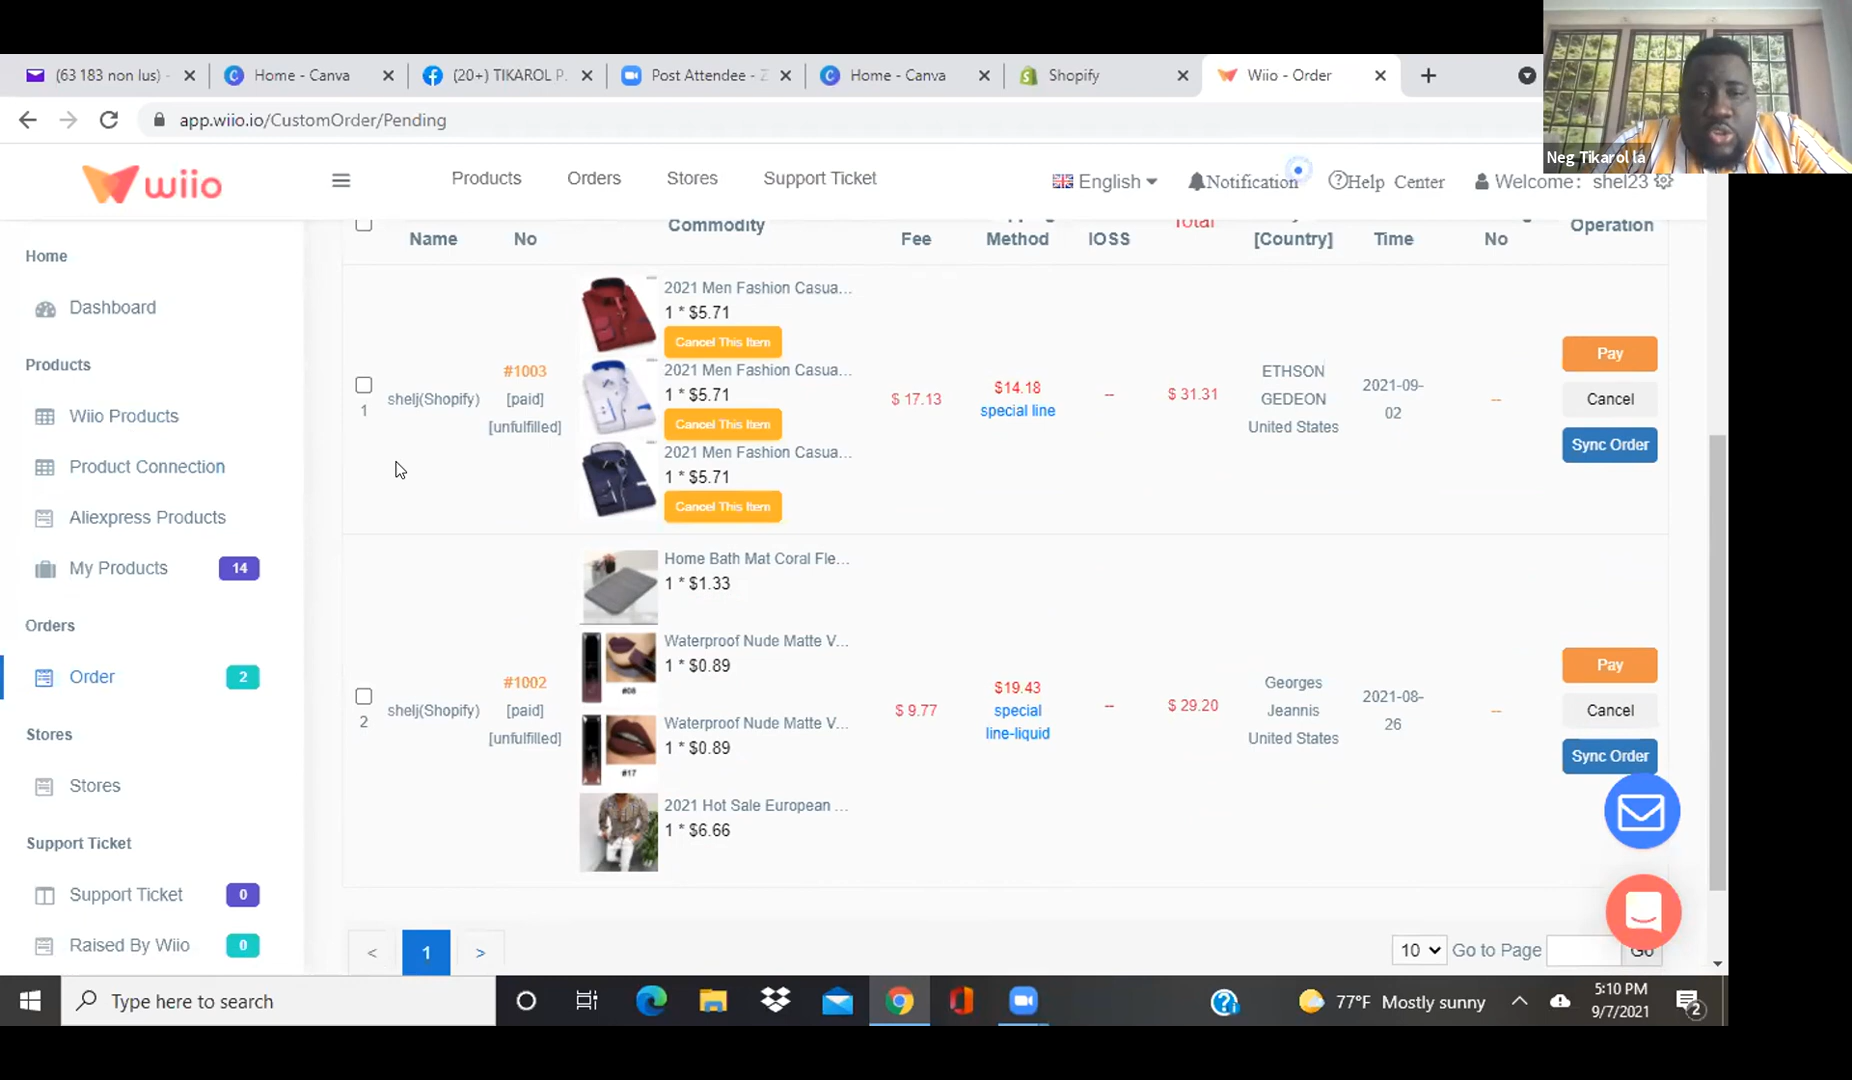 (63 183 non lus) -
Home - Canva
(20+) TIKAROL P.
Post Attendee - Z
Home - Canva
Shopify
Wiio - Order
app.wiio.io/CustomOrder/Pending
Neg Tikarol la
wiio
Products Orders Stores Support Ticket
English Notification Help Center Welcome: shel23
Home
Dashboard
Products
Wiio Products
Product Connection
Aliexpress Products
My Products 14
Orders
Order 2
Stores
Stores
Support Ticket
Support Ticket 0
Raised By Wiio 0
Name
No
Commodity
Fee
Method
IOSS
Total
[Country]
Time
No
Operation
1
shelj(Shopify)
#1003
[paid]
[unfulfilled]
2021 Men Fashion Casua...
1 * $5.71
Cancel This Item
2021 Men Fashion Casua...
1 * $5.71
Cancel This Item
2021 Men Fashion Casua...
1 * $5.71
Cancel This Item
$ 17.13
$14.18
special line
--
$ 31.31
ETHSON
GEDEON
United States
2021-09-
02
--
Pay
Cancel
Sync Order
2
shelj(Shopify)
#1002
[paid]
[unfulfilled]
Home Bath Mat Coral Fle...
1 * $1.33
#08
Waterproof Nude Matte V...
1 * $0.89
#17
Waterproof Nude Matte V...
1 * $0.89
2021 Hot Sale European ...
1 * $6.66
$ 9.77
$19.43
special
line-liquid
--
$ 29.20
Georges
Jeannis
United States
2021-08-
26
--
Pay
Cancel
Sync Order
< 1 >
10 Go to Page Go
Type here to search
77°F Mostly sunny
5:10 PM
9/7/2021
2